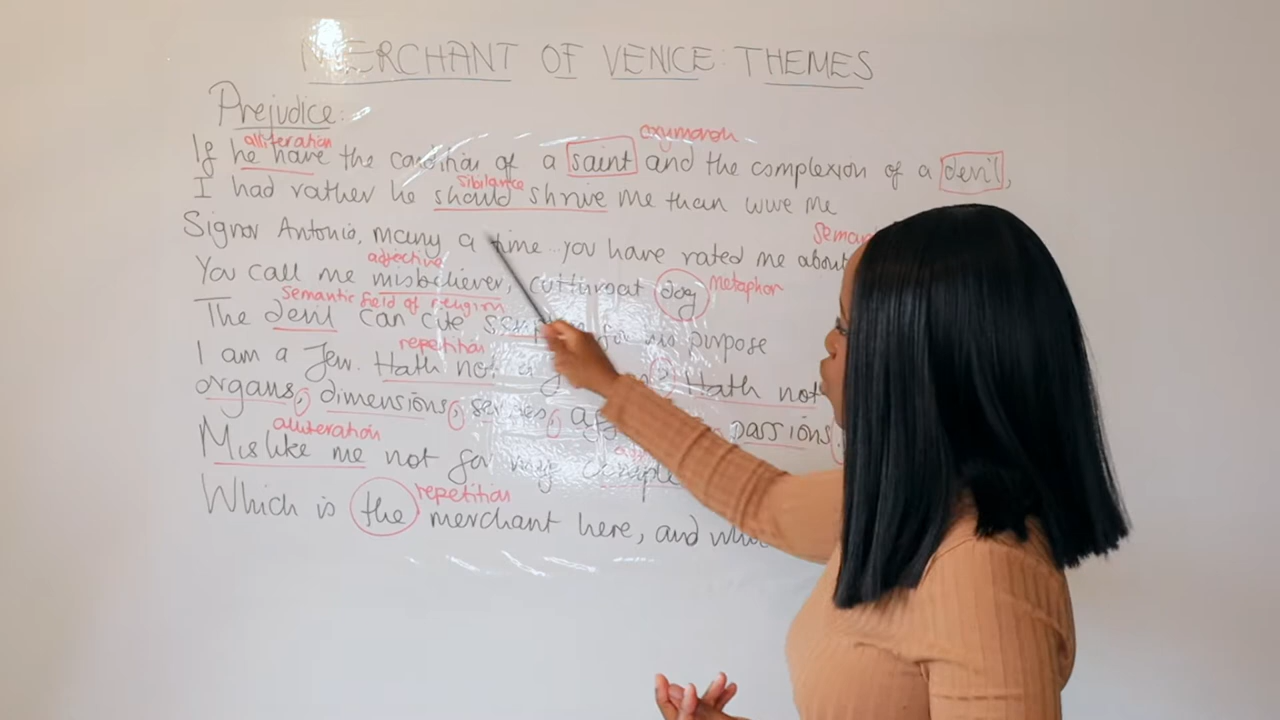 MERCHANT OF VENICE: THEMES
Prejudice:
alliteration oxymoron
If he have the condition of a saint and the complexion of a devil,
sibilance
I had rather he should shrive me than wive me
Signor Antonio, many a time...you have rated me about
adjective metaphor
You call me misbeliever, cutthroat dog
Semantic field of religion
The devil can cite for his purpose
repetition
I am a Jew. Hath not a Hath not
organs, dimensions, senses, passions
alliteration
Mislike me not for my
repetition
Which is the merchant here, and